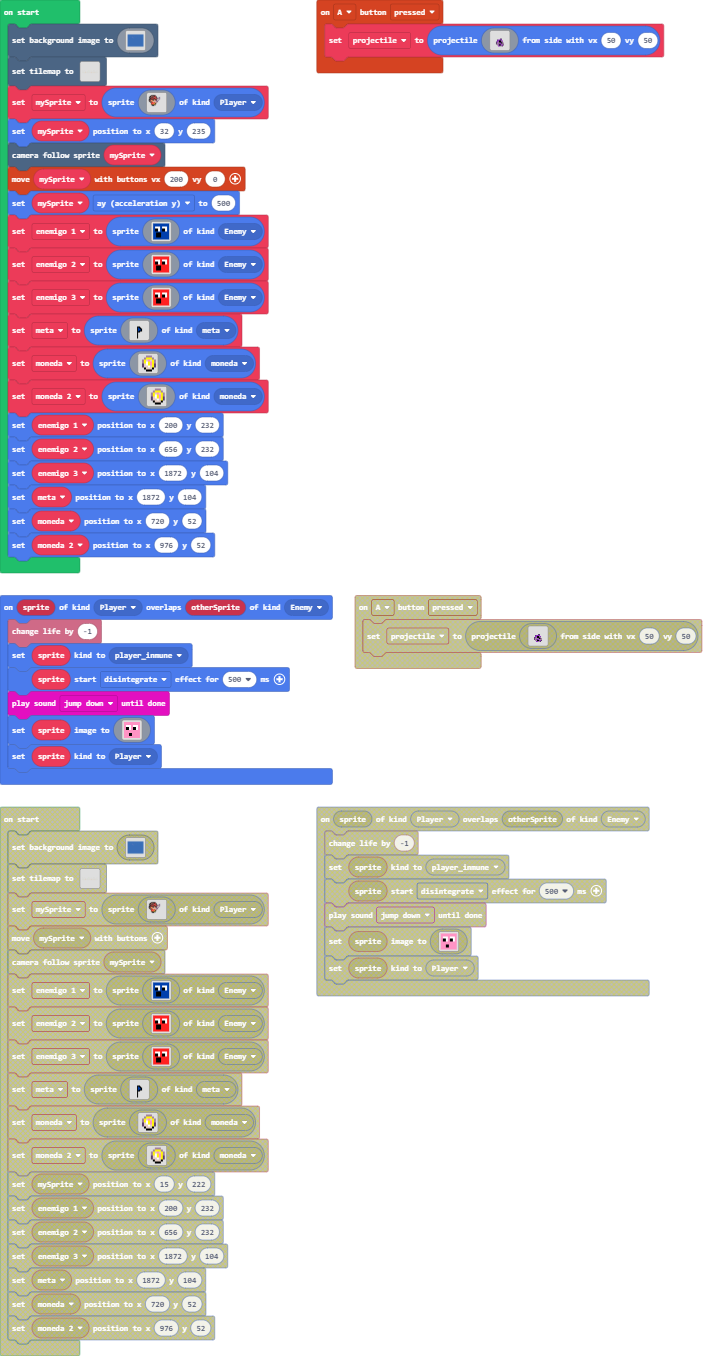 on start
set background image to
set tilemap to
set mySprite to sprite of kind Player
set mySprite position to x 32 y 235
camera follow sprite mySprite
move mySprite with buttons vx 200 vy 0
set mySprite ay (acceleration y) to 500
set enemigo 1 to sprite of kind Enemy
set enemigo 2 to sprite of kind Enemy
set enemigo 3 to sprite of kind Enemy
set meta to sprite of kind meta
set moneda to sprite of kind moneda
set moneda 2 to sprite of kind moneda
set enemigo 1 position to x 200 y 232
set enemigo 2 position to x 656 y 232
set enemigo 3 position to x 1872 y 104
set meta position to x 1872 y 104
set moneda position to x 720 y 52
set moneda 2 position to x 976 y 52
on A button pressed
set projectile to projectile from side with vx 50 vy 50
on sprite of kind Player overlaps otherSprite of kind Enemy
change life by -1
set sprite kind to player_inmune
sprite start disintegrate effect for 500 ms
play sound jump down until done
set sprite image to
set sprite kind to Player
on A button pressed
set projectile to projectile from side with vx 50 vy 50
on start
set background image to
set tilemap to
set mySprite to sprite of kind Player
move mySprite with buttons
camera follow sprite mySprite
set enemigo 1 to sprite of kind Enemy
set enemigo 2 to sprite of kind Enemy
set enemigo 3 to sprite of kind Enemy
set meta to sprite of kind meta
set moneda to sprite of kind moneda
set moneda 2 to sprite of kind moneda
set mySprite position to x 15 y 222
set enemigo 1 position to x 200 y 232
set enemigo 2 position to x 656 y 232
set enemigo 3 position to x 1872 y 104
set meta position to x 1872 y 104
set moneda position to x 720 y 52
set moneda 2 position to x 976 y 52
on sprite of kind Player overlaps otherSprite of kind Enemy
change life by -1
set sprite kind to player_inmune
sprite start disintegrate effect for 500 ms
play sound jump down until done
set sprite image to
set sprite kind to Player